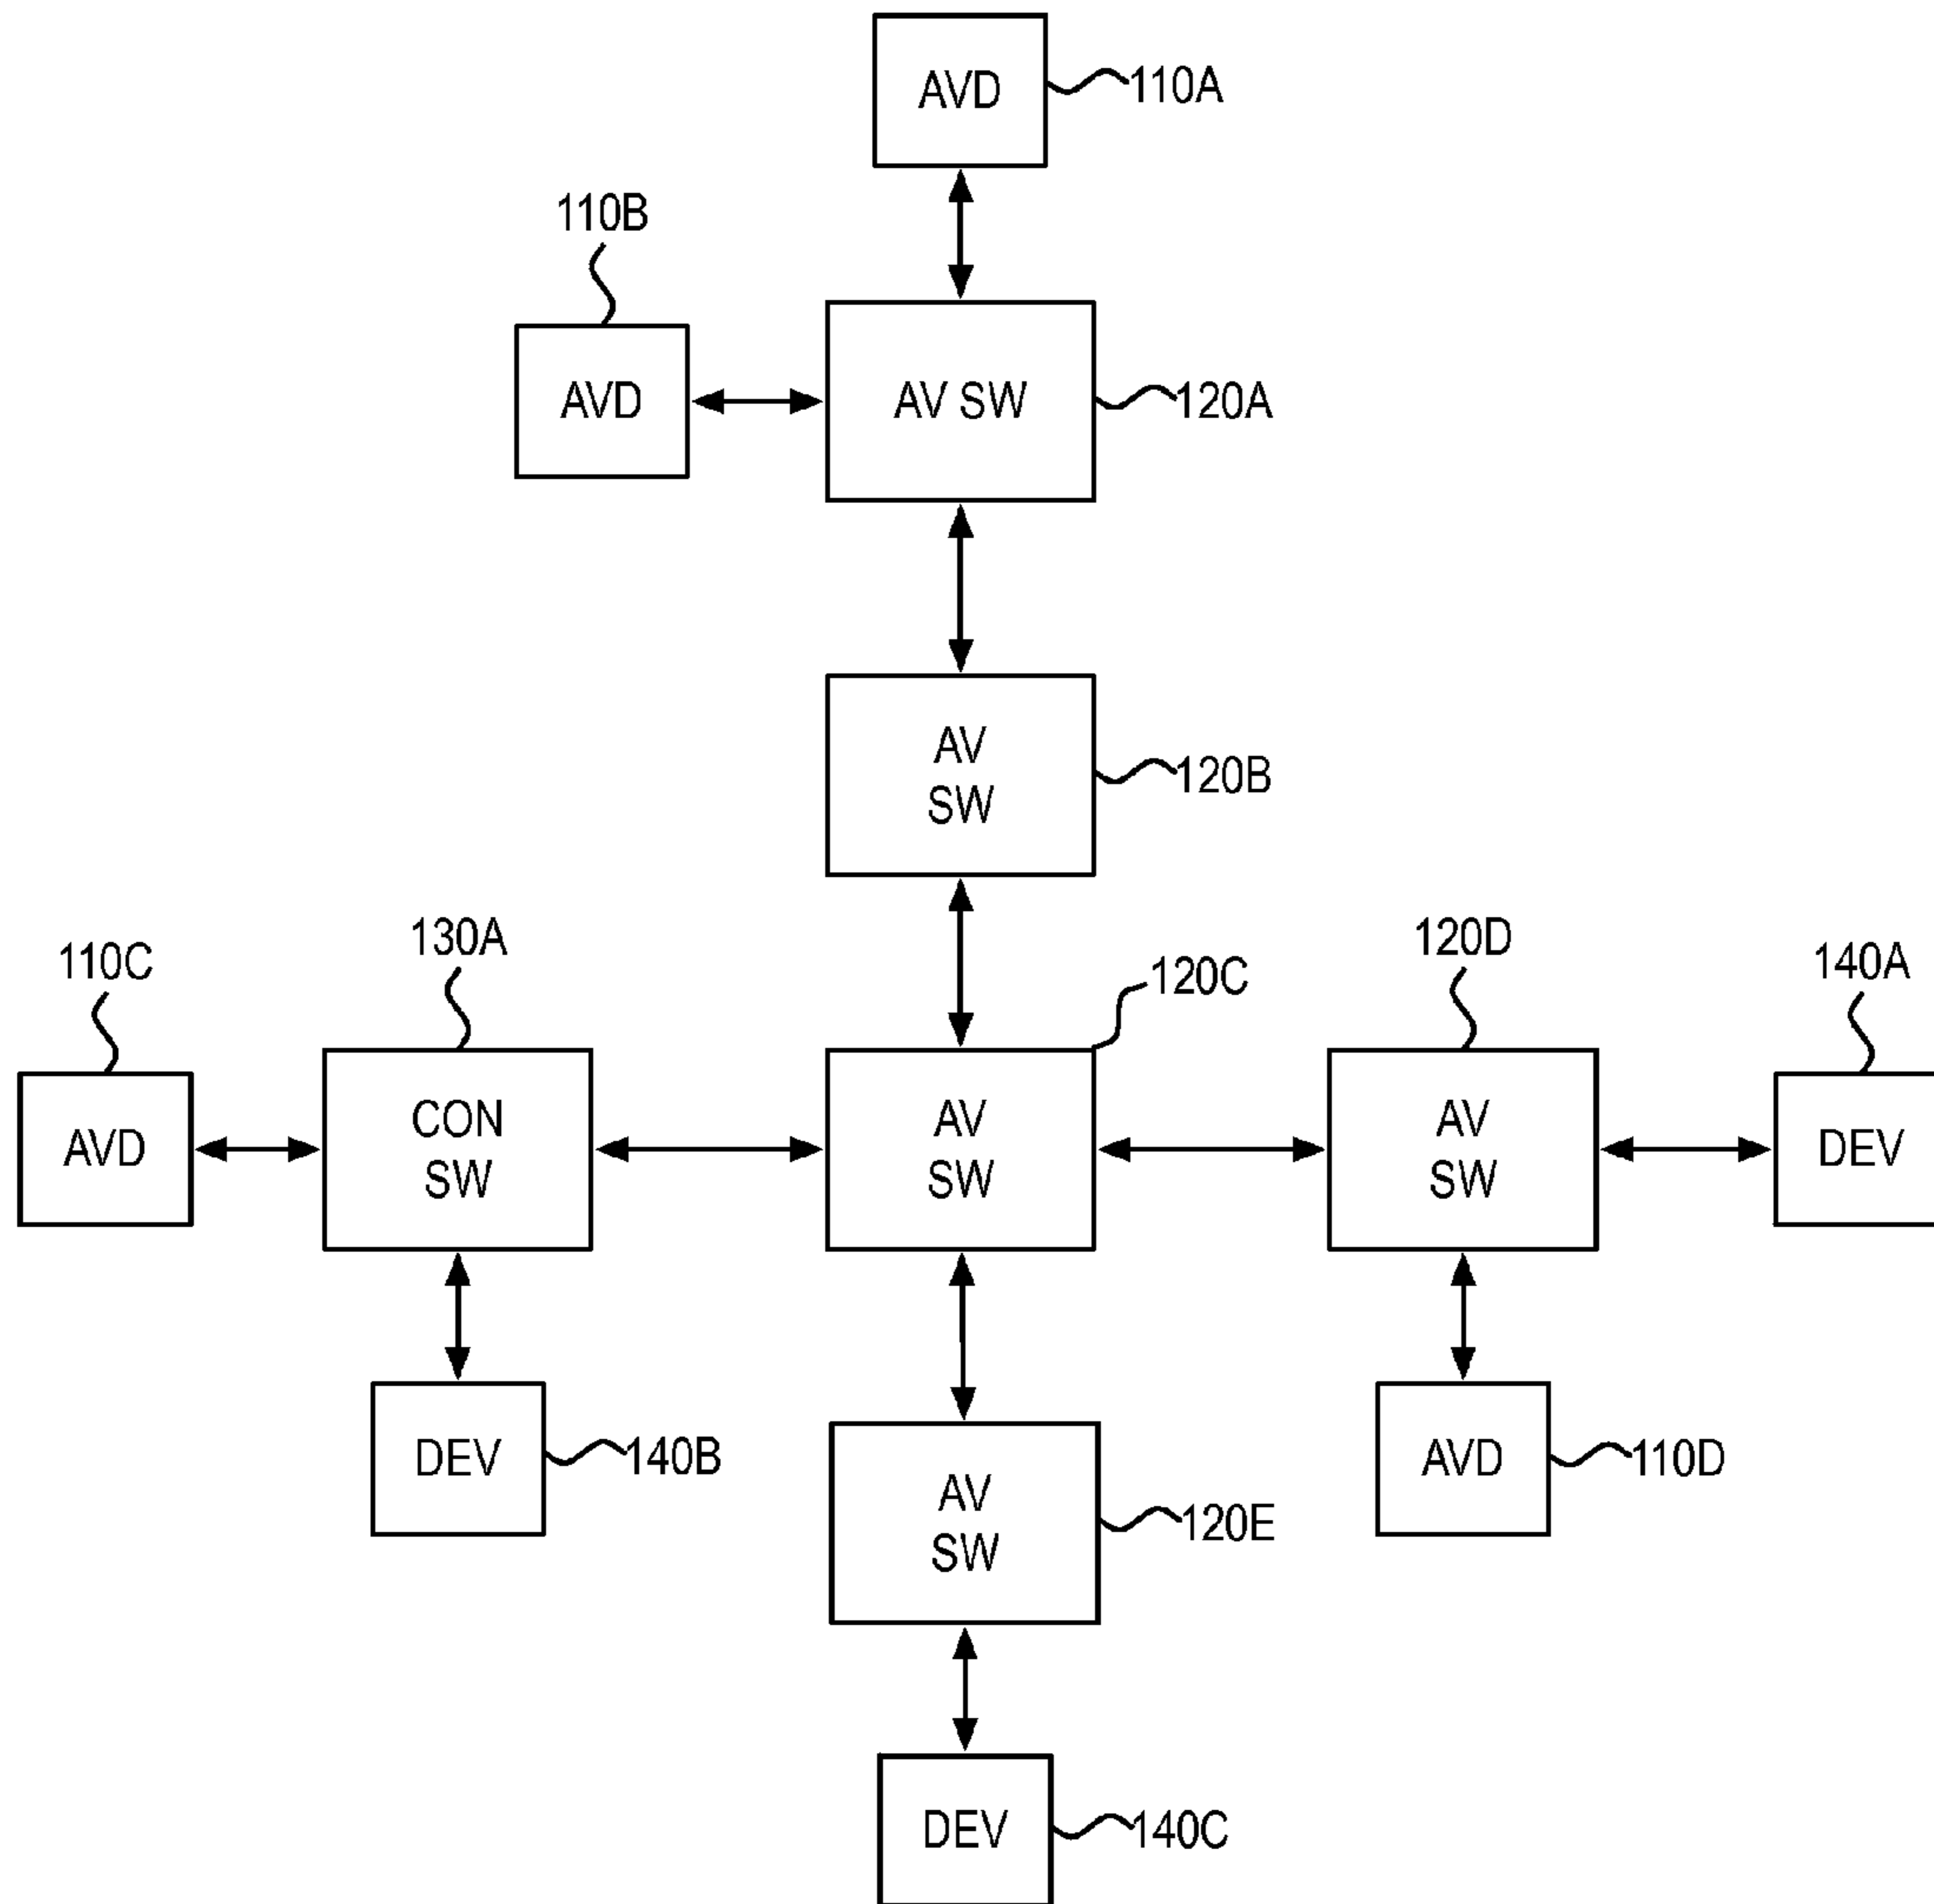 AVD
110A
110B
AVD
AV SW
120A
AV
SW
120B
110C
130A
120C
120D
140A
AVD
CON
SW
AV
SW
AV
SW
DEV
DEV
140B
AV
SW
120E
AVD
110D
DEV
140C